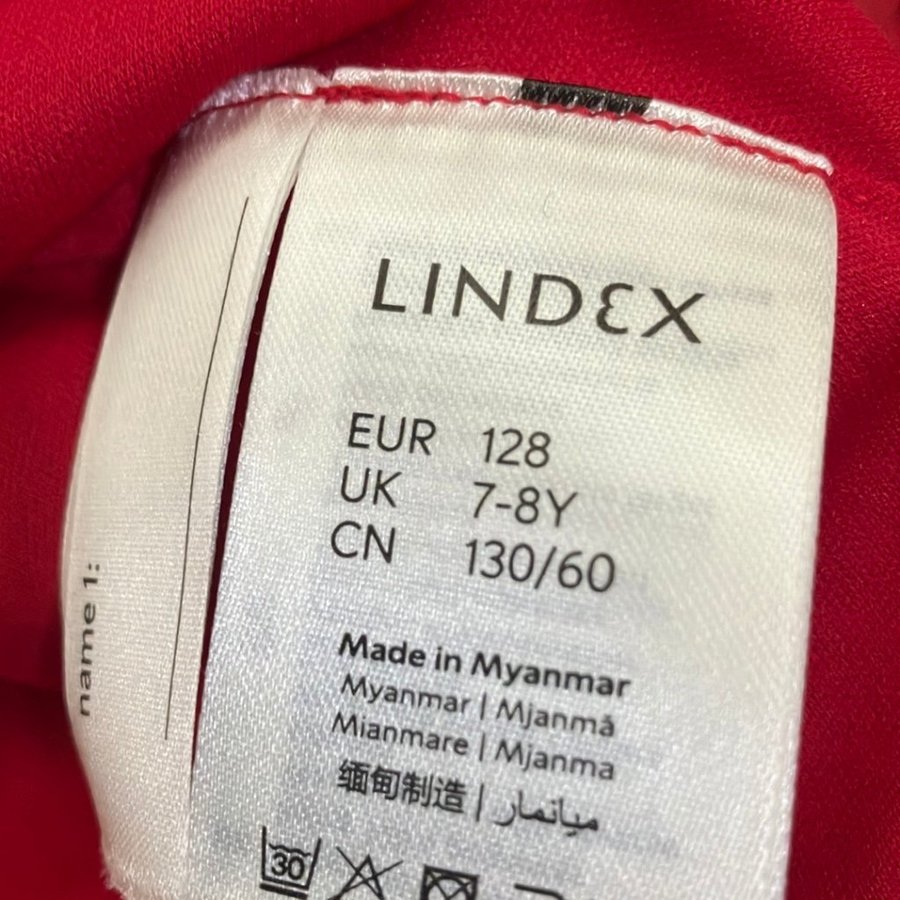 LINDEX
EUR 128
UK 7-8Y
CN 130/60
Made in Myanmar
Myanmar | Mjanmá
Mianmare | Mjanma
缅甸制造 | ميانمار
30
name 1: